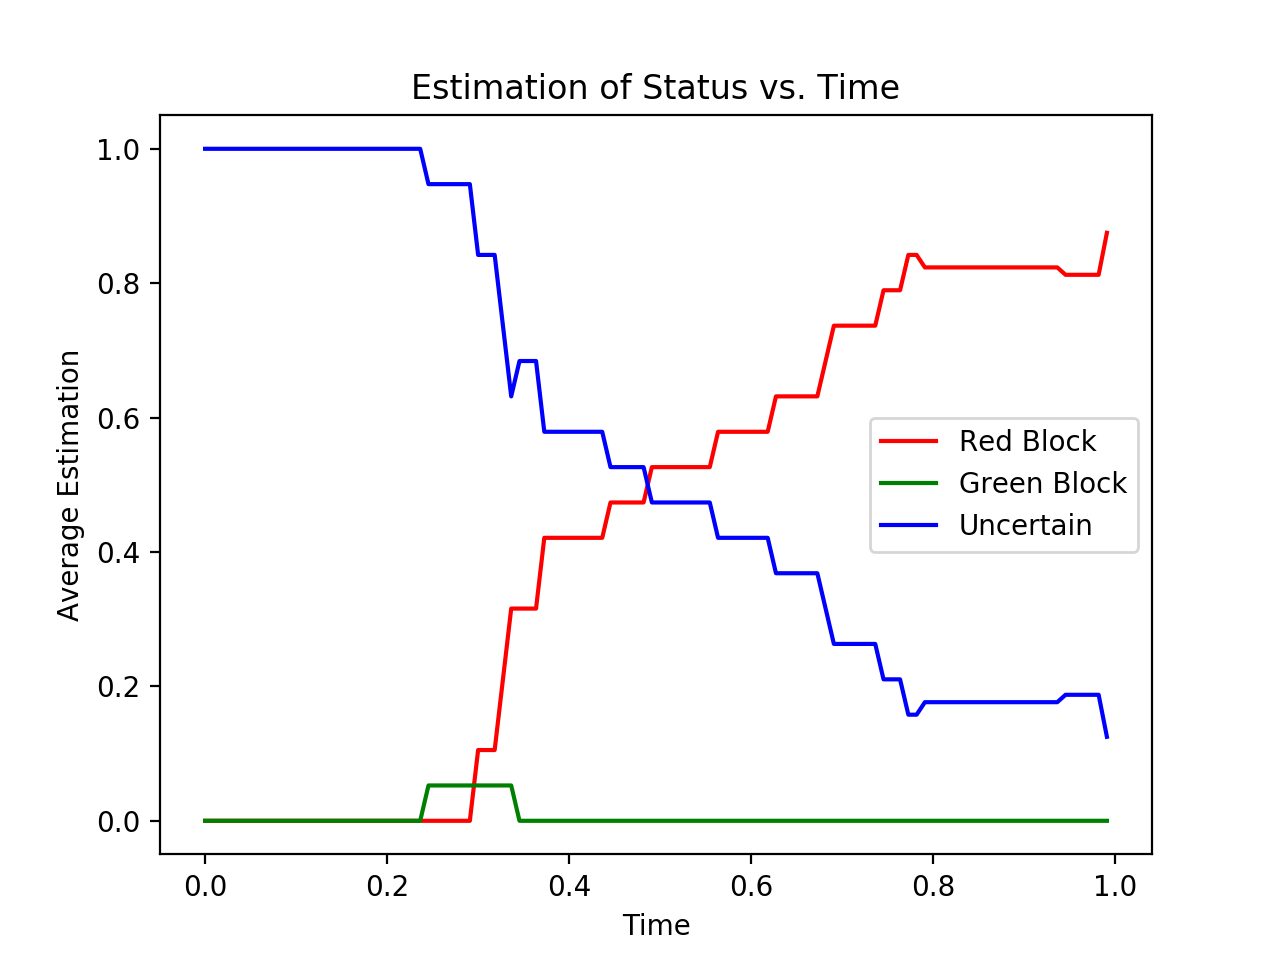 Estimation of Status vs. Time
1.0
0.8
0.6
0.4
0.2
0.0
Average Estimation
Red Block
Green Block
Uncertain
0.0 0.2 0.4 0.6 0.8 1.0
Time